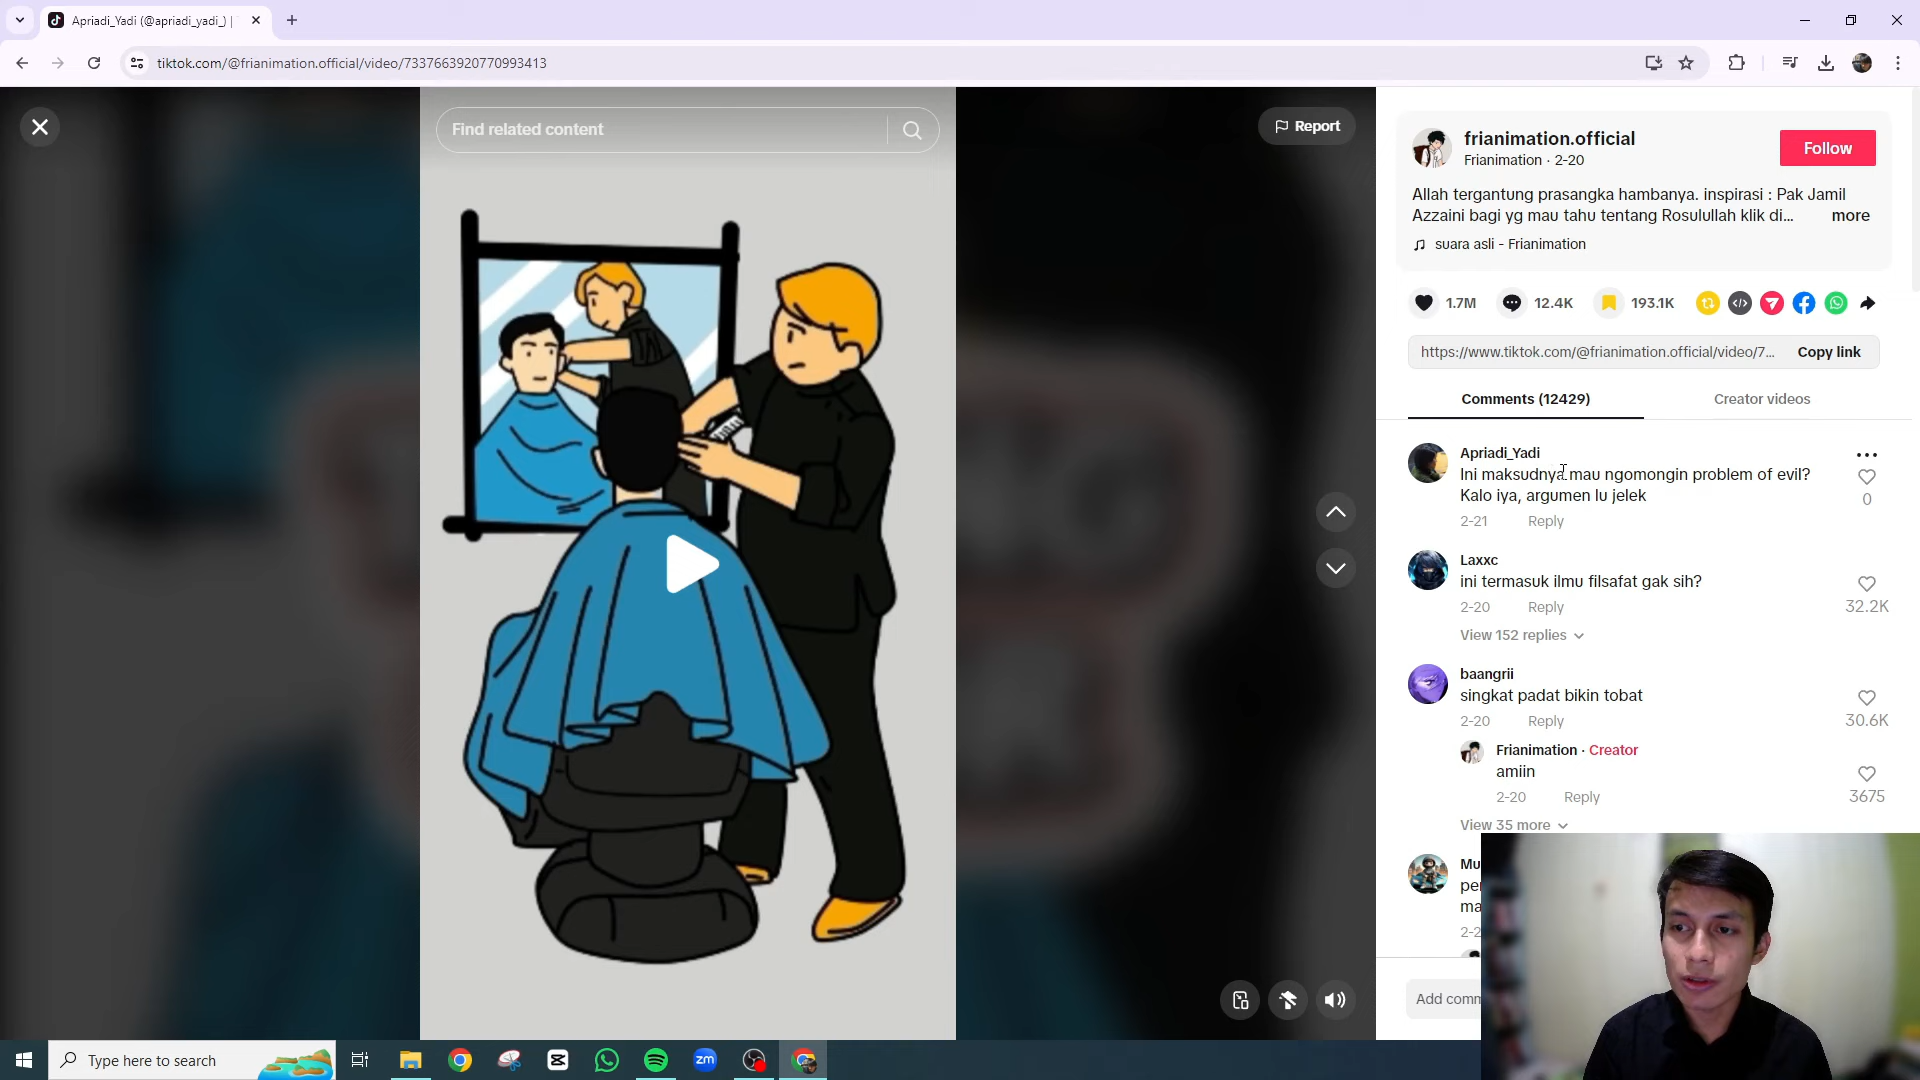 Apriadi_Yadi (@apriadi_yadi_) |
tiktok.com/@frianimation.official/video/7337663920770993413
Find related content
Report
frianimation.official
Frianimation · 2-20
Follow
Allah tergantung prasangka hambanya. inspirasi : Pak Jamil
Azzaini bagi yg mau tahu tentang Rosulullah klik di... more
suara asli - Frianimation
1.7M 12.4K 193.1K
https://www.tiktok.com/@frianimation.official/video/7... Copy link
Comments (12429) Creator videos
Apriadi_Yadi
Ini maksudnya mau ngomongin problem of evil?
Kalo iya, argumen lu jelek
0
2-21 Reply
Laxxc
ini termasuk ilmu filsafat gak sih?
2-20 Reply 32.2K
View 152 replies
baangrii
singkat padat bikin tobat
2-20 Reply 30.6K
Frianimation · Creator
amiin
2-20 Reply 3675
View 35 more
Mu
per
ma
2-2
Add comm
Type here to search
zm